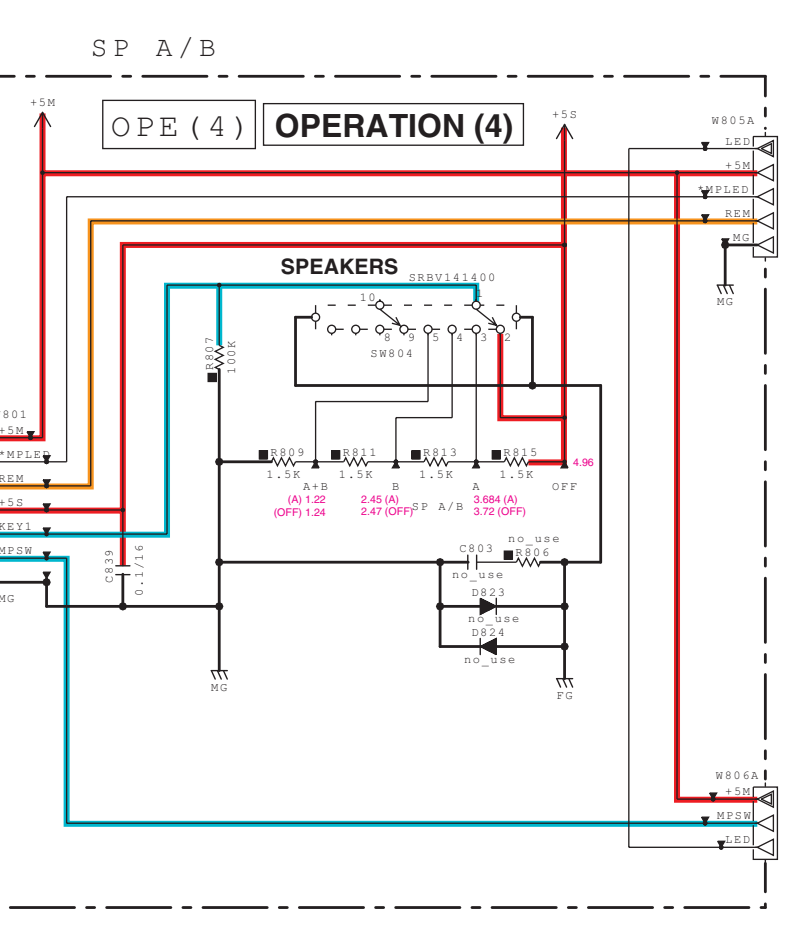 SP A/B
+5M
OPE(4)
OPERATION (4)
+5S
W805A
LED
+5M
*MPLED
REM
MG
MG
SPEAKERS
SRBV141400
10
1
8
9
5
4
3
2
SW804
R807
100K
801
+5M
*MPLED
REM
+5S
KEY1
MPSW
MG
R809
1.5K
R811
1.5K
R813
1.5K
R815
1.5K
4.96
A+B
B
A
OFF
(A) 1.22
2.45 (A)
3.684 (A)
(OFF) 1.24
2.47 (OFF)
SP A/B
3.72 (OFF)
C839
0.1/16
no_use
C803
R806
no_use
D823
no_use
D824
no_use
MG
FG
W806A
+5M
MPSW
LED